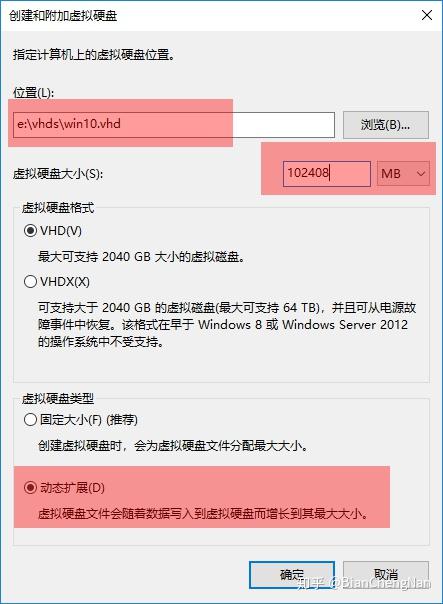 创建和附加虚拟硬盘
指定计算机上的虚拟硬盘位置。
位置(L):
e:\vhds\win10.vhd
浏览(B)...
虚拟硬盘大小(S):
102408
MB
虚拟硬盘格式
VHD(V)
最大可支持 2040 GB 大小的虚拟磁盘。
VHDX(X)
可支持大于 2040 GB 的虚拟磁盘(最大可支持 64 TB)，并且可从电源故
障事件中恢复。该格式在早于 Windows 8 或 Windows Server 2012
的操作系统中不受支持。
虚拟硬盘类型
固定大小(F) (推荐)
创建虚拟硬盘时，会为虚拟硬盘文件分配最大大小。
动态扩展(D)
虚拟硬盘文件会随着数据写入到虚拟硬盘而增长到其最大大小。
确定
取消
知乎 @BianChengNan